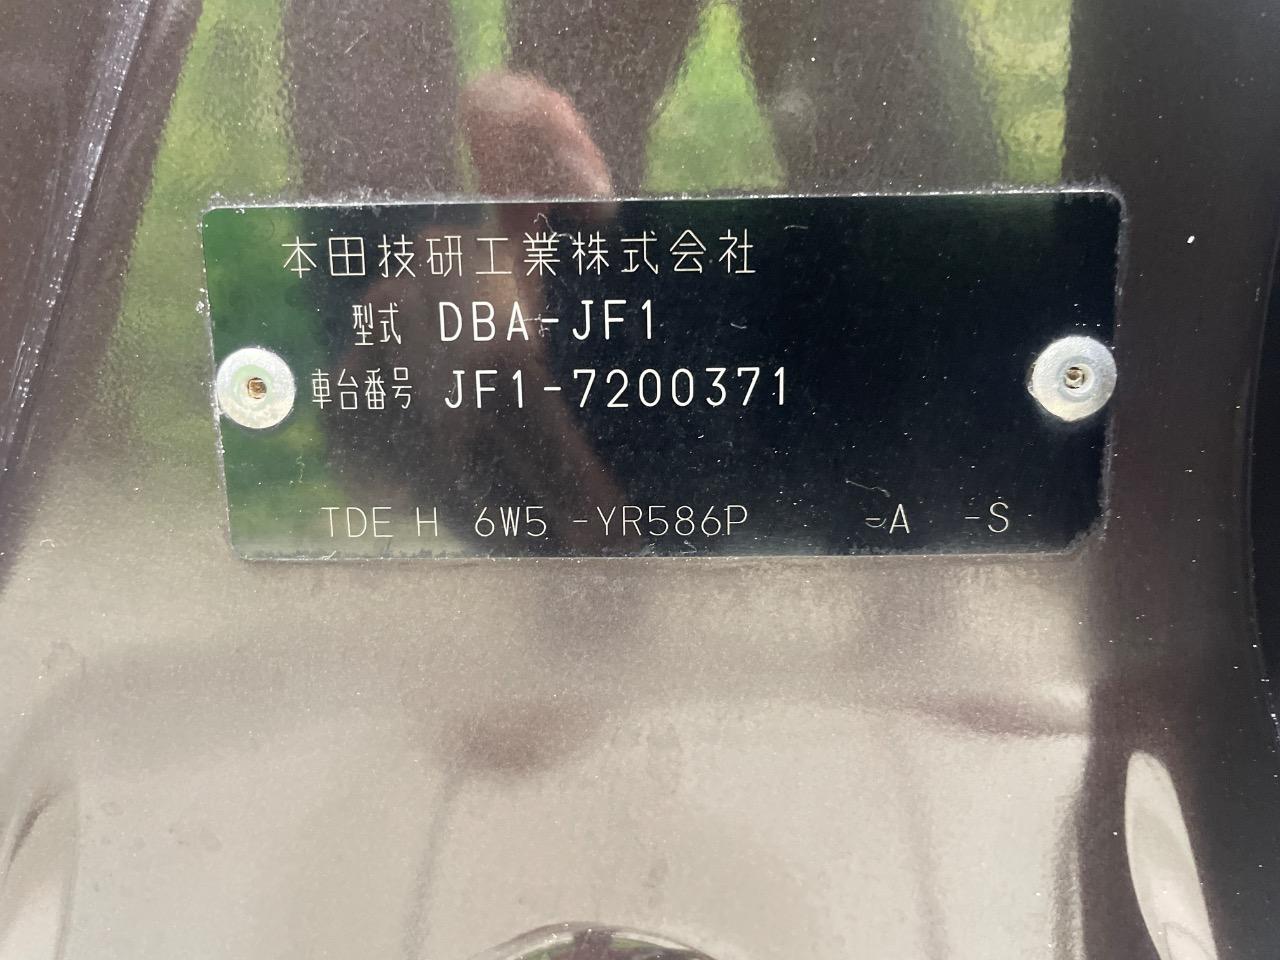 本田技研工業株式会社
型式 DBA-JF1
車台番号 JF1-7200371
TDE H 6W5 -YR586P -A -S